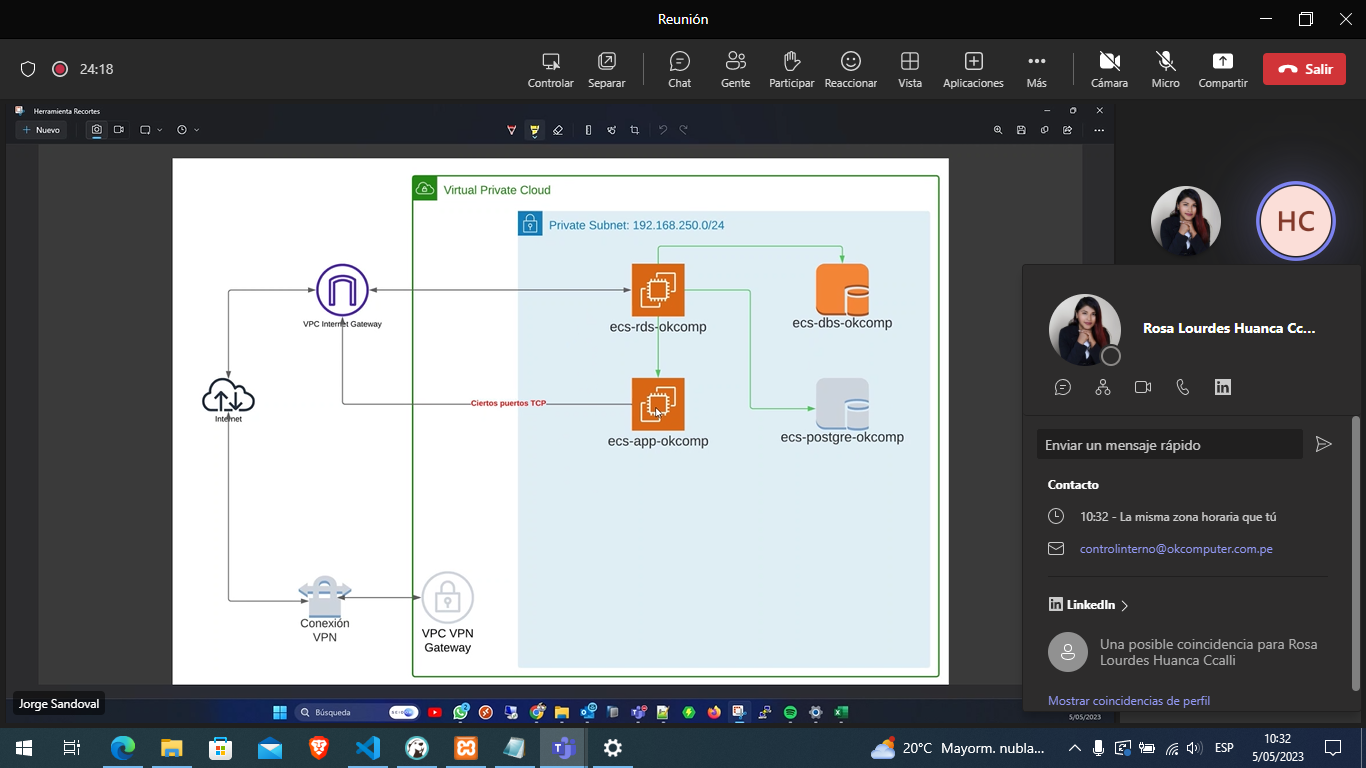 Reunión
24:18
Controlar
Separar
Chat
Gente
Participar
Reaccionar
Vista
Aplicaciones
Más
Cámara
Micro
Compartir
Salir
Herramienta Recortes
Nuevo
Virtual Private Cloud
Private Subnet: 192.168.250.0/24
VPC Internet Gateway
ecs-rds-okcomp
ecs-dbs-okcomp
Internet
Ciertos puertos TCP
ecs-app-okcomp
ecs-postgre-okcomp
Conexión
VPN
VPC VPN
Gateway
HC
Rosa Lourdes Huanca Cc...
Enviar un mensaje rápido
Contacto
10:32 - La misma zona horaria que tú
controlinterno@okcomputer.com.pe
LinkedIn
Una posible coincidencia para Rosa
Lourdes Huanca Ccalli
Mostrar coincidencias de perfil
Jorge Sandoval
Búsqueda
5/05/2023
20°C Mayorm. nubla...
ESP
10:32
5/05/2023